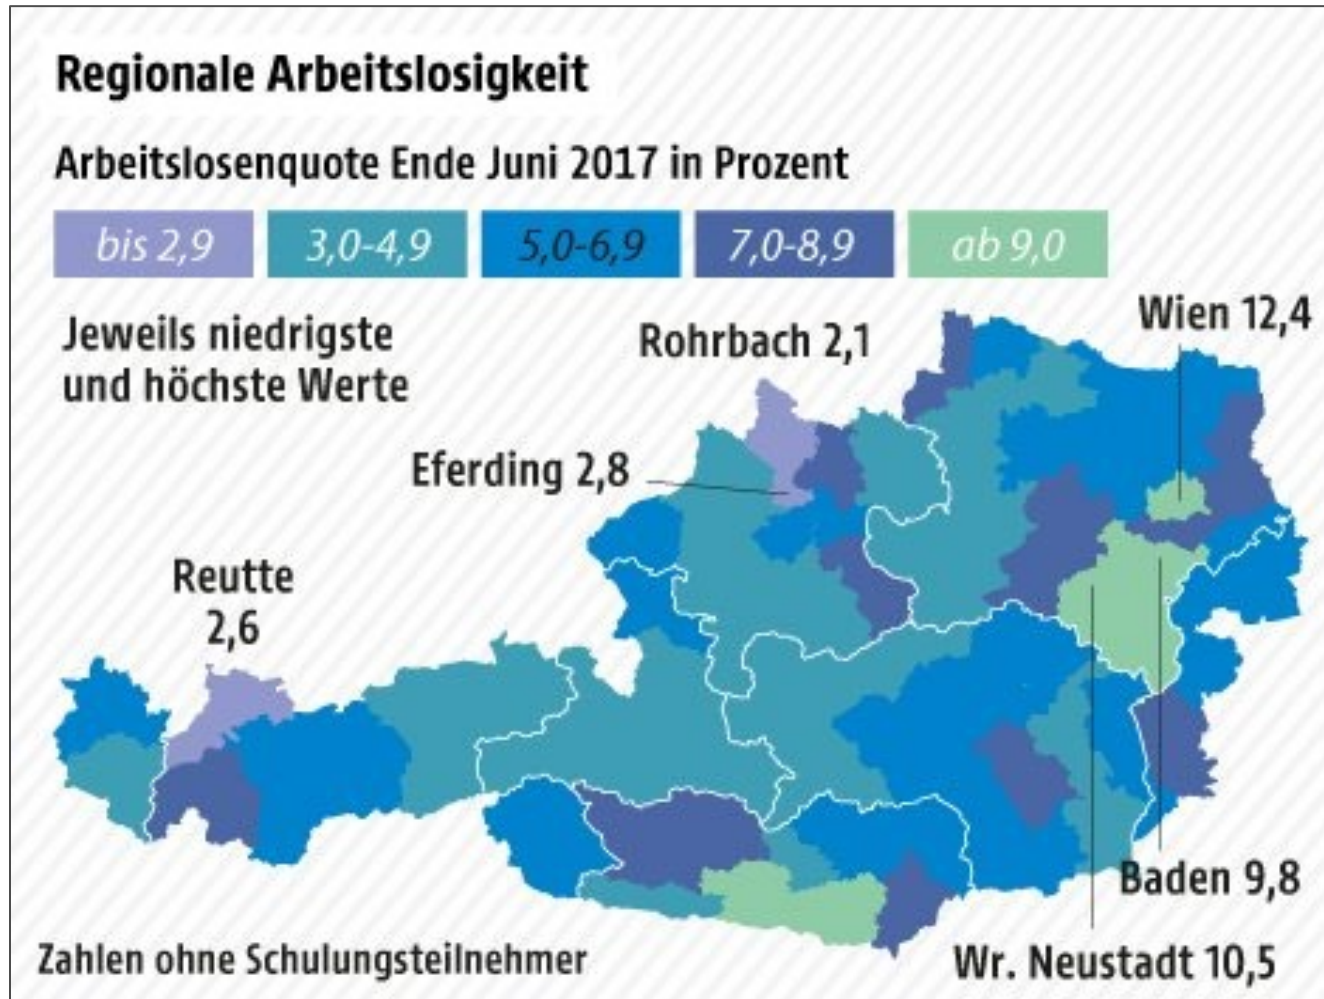 Regionale Arbeitslosigkeit
Arbeitslosenquote Ende Juni 2017 in Prozent
bis 2,9 3,0-4,9 5,0-6,9 7,0-8,9 ab 9,0
Jeweils niedrigste
und höchste Werte
Rohrbach 2,1
Wien 12,4
Eferding 2,8
Reutte
2,6
Baden 9,8
Wr. Neustadt 10,5
Zahlen ohne Schulungsteilnehmer